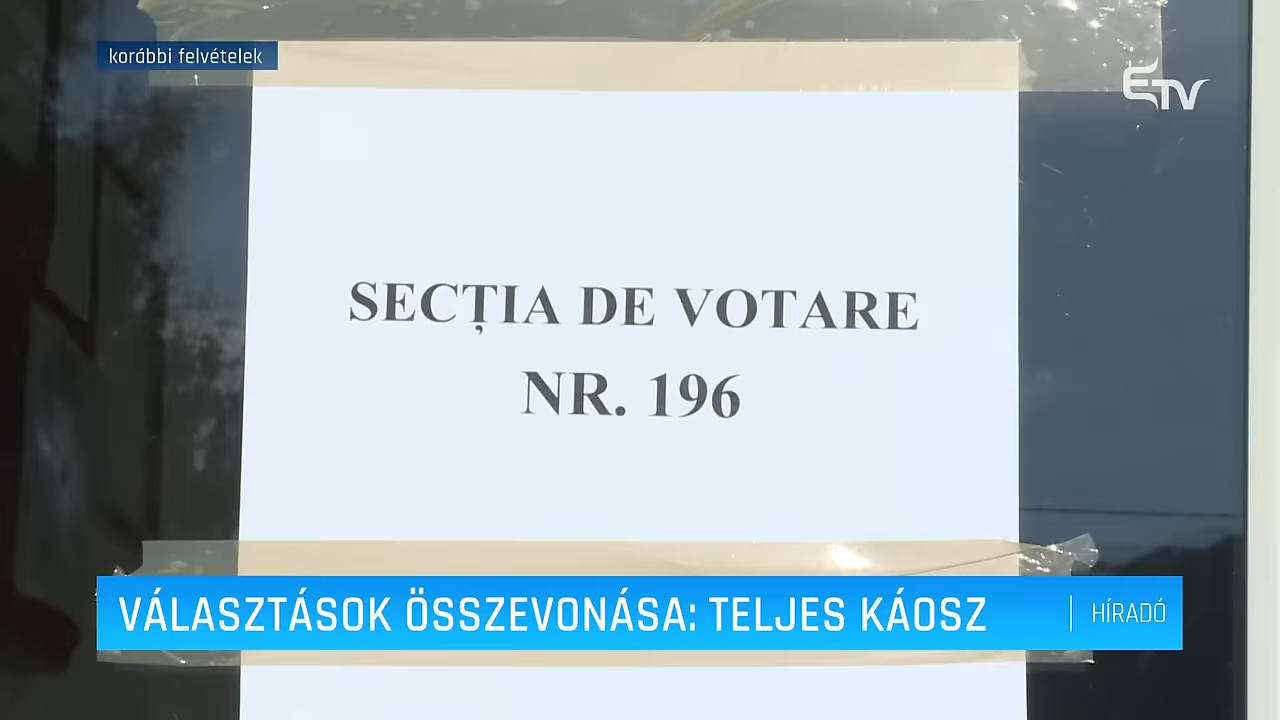 korábbi felvételek
ETV
SECȚIA DE VOTARE
NR. 196
VÁLASZTÁSOK ÖSSZEVONÁSA: TELJES KÁOSZ
HÍRADÓ